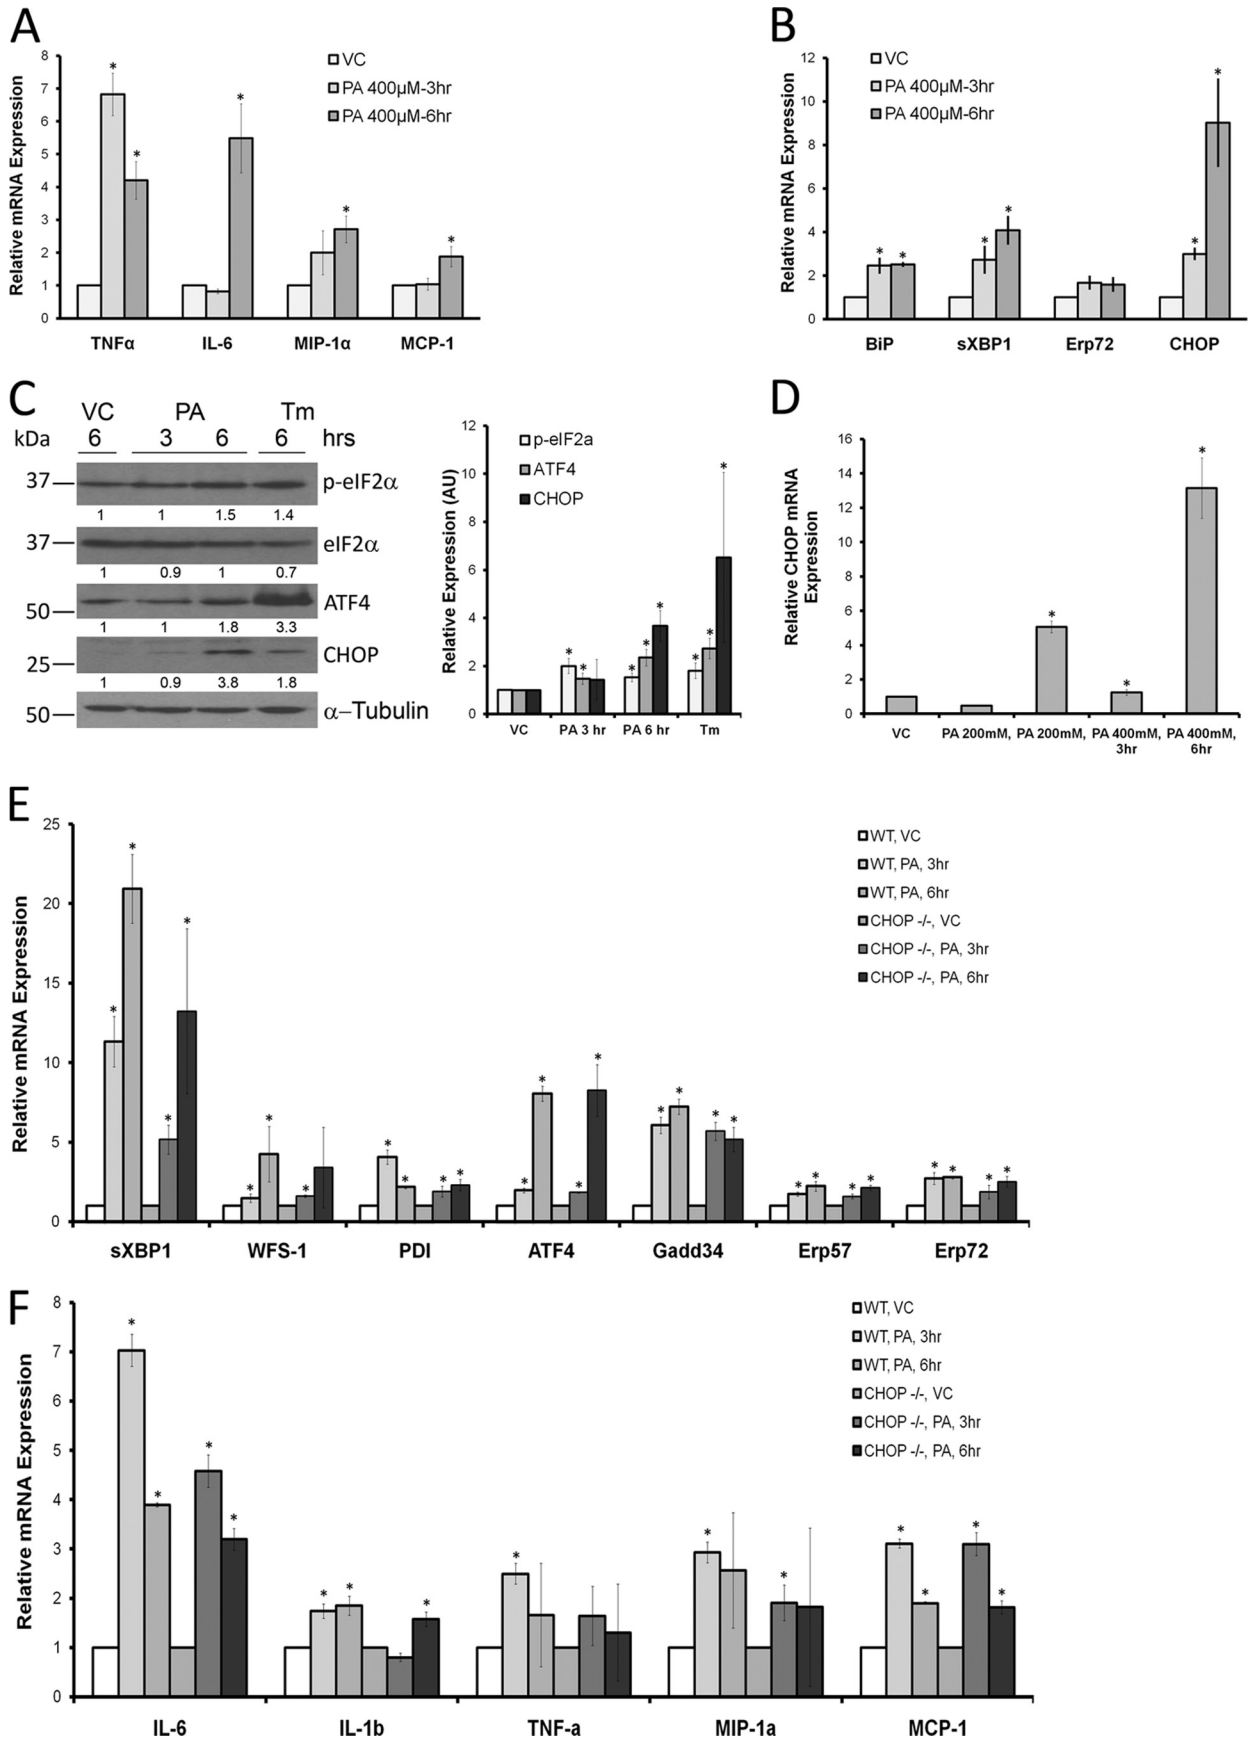 A
Relative mRNA Expression
8
7
6
5
4
3
2
1
0
VC
PA 400µM-3hr
PA 400µM-6hr
* * * * *
TNFα IL-6 MIP-1α MCP-1
B
Relative mRNA Expression
12
10
8
6
4
2
0
VC
PA 400µM-3hr
PA 400µM-6hr
* * * * * *
BiP sXBP1 Erp72 CHOP
C
VC PA Tm
kDa 6 3 6 6 hrs
37 p-eIF2α
1 1 1.5 1.4
37 eIF2α
1 0.9 1 0.7
50 ATF4
1 1 1.8 3.3
25 CHOP
1 0.9 3.8 1.8
50 α–Tubulin
Relative Expression (AU)
12
10
8
6
4
2
0
p-eIF2a
ATF4
CHOP
* * * * * * * *
VC PA 3 hr PA 6 hr Tm
D
Relative CHOP mRNA
Expression
16
14
12
10
8
6
4
2
0
* * *
VC PA 200mM, PA 200mM, PA 400mM, PA 400mM,
3hr 6hr
E
Relative mRNA Expression
25
20
15
10
5
0
WT, VC
WT, PA, 3hr
WT, PA, 6hr
CHOP -/-, VC
CHOP -/-, PA, 3hr
CHOP -/-, PA, 6hr
* * * * * * * * * * * * * * * * * * * * * * * * * * *
sXBP1 WFS-1 PDI ATF4 Gadd34 Erp57 Erp72
F
Relative mRNA Expression
8
7
6
5
4
3
2
1
0
WT, VC
WT, PA, 3hr
WT, PA, 6hr
CHOP -/-, VC
CHOP -/-, PA, 3hr
CHOP -/-, PA, 6hr
* * * * * * * * * * * * * *
IL-6 IL-1b TNF-a MIP-1a MCP-1